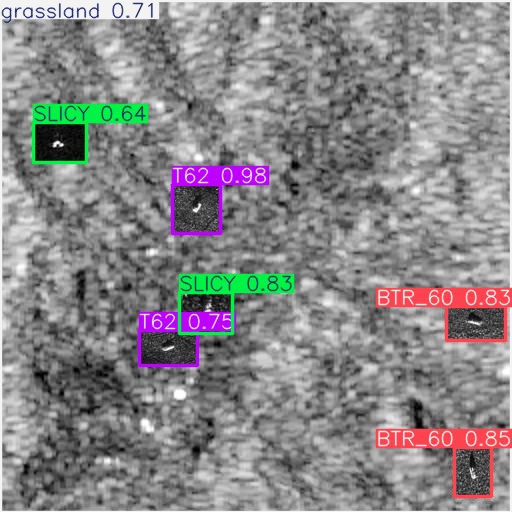 grassland 0.71
SLICY 0.64
T62 0.98
SLICY 0.83
BTR_60 0.83
T62 0.75
BTR_60 0.85